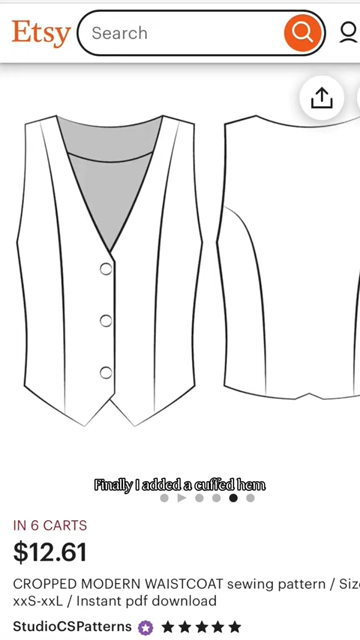 Etsy
Search
Finally I added a cuffed hem
IN 6 CARTS
$12.61
CROPPED MODERN WAISTCOAT sewing pattern /
xxS-xxL / Instant pdf download
StudioCSPatterns